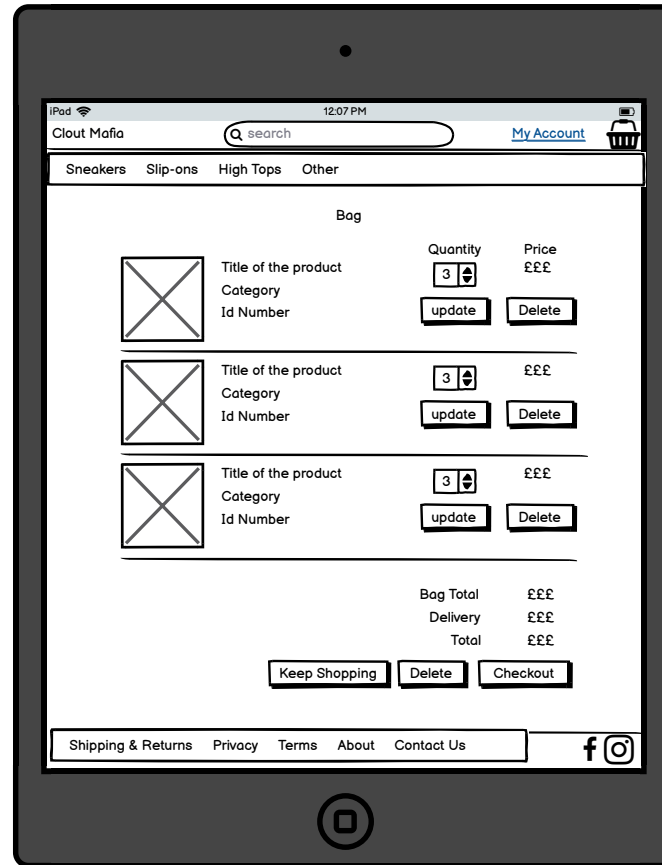 iPad 12:07 PM
Clout Mafia search My Account
Sneakers Slip-ons High Tops Other
Bag
Quantity Price
Title of the product 3 £££
Category
Id Number update Delete
Title of the product 3 £££
Category
Id Number update Delete
Title of the product 3 £££
Category
Id Number update Delete
Bag Total £££
Delivery £££
Total £££
Keep Shopping Delete Checkout
Shipping & Returns Privacy Terms About Contact Us